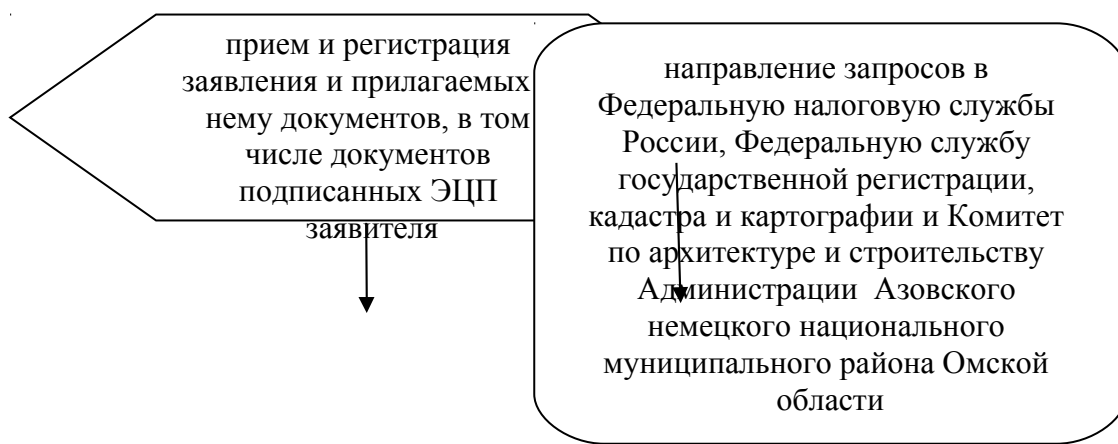 прием и регистрация
заявления и прилагаемых
нему документов, в том
числе документов
подписанных ЭЦП
заявителя
направление запросов в
Федеральную налоговую службы
России, Федеральную службу
государственной регистрации,
кадастра и картографии и Комитет
по архитектуре и строительству
Администрации Азовского
немецкого национального
муниципального района Омской
области